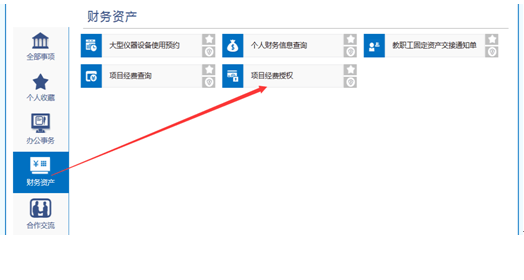 财务资产
全部事项
个人收藏
办公事务
财务资产
合作交流
大型仪器设备使用预约
个人财务信息查询
教职工固定资产交接通知单
项目经费查询
项目经费授权